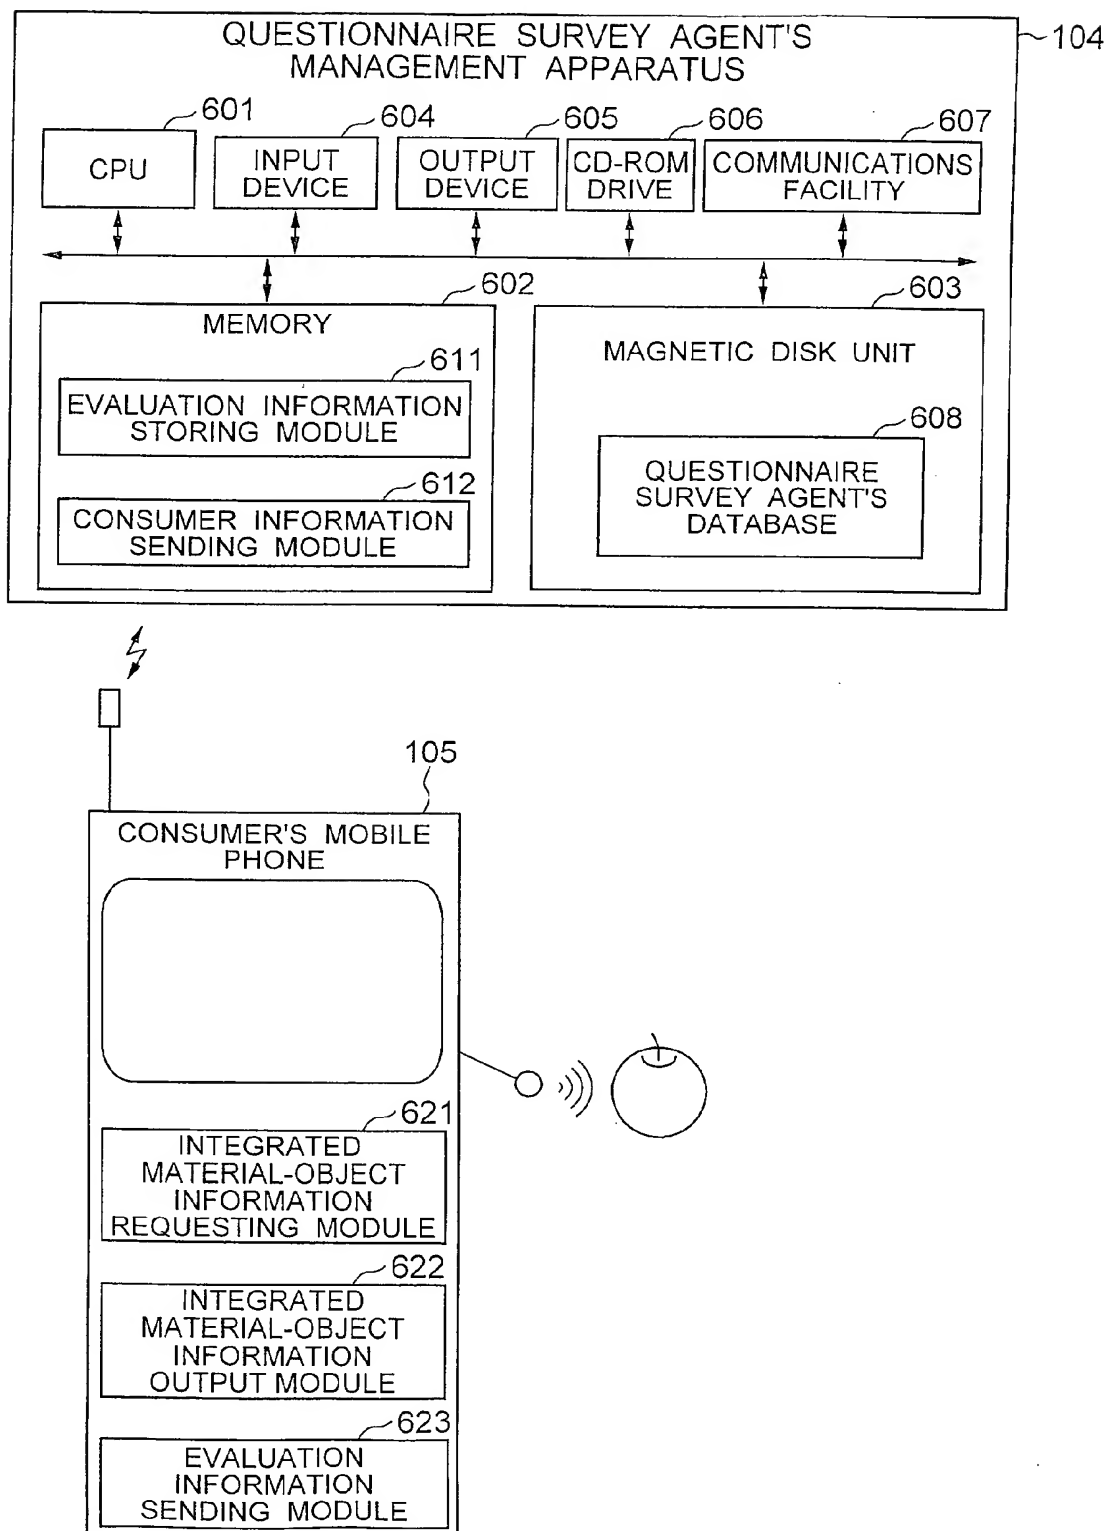 QUESTIONNAIRE SURVEY AGENT'S
MANAGEMENT APPARATUS
104
601
CPU
604
INPUT
DEVICE
605
OUTPUT
DEVICE
606
CD-ROM
DRIVE
607
COMMUNICATIONS
FACILITY
602
MEMORY
611
EVALUATION INFORMATION
STORING MODULE
612
CONSUMER INFORMATION
SENDING MODULE
603
MAGNETIC DISK UNIT
608
QUESTIONNAIRE
SURVEY AGENT'S
DATABASE
105
CONSUMER'S MOBILE
PHONE
621
INTEGRATED
MATERIAL-OBJECT
INFORMATION
REQUESTING MODULE
622
INTEGRATED
MATERIAL-OBJECT
INFORMATION
OUTPUT MODULE
623
EVALUATION
INFORMATION
SENDING MODULE